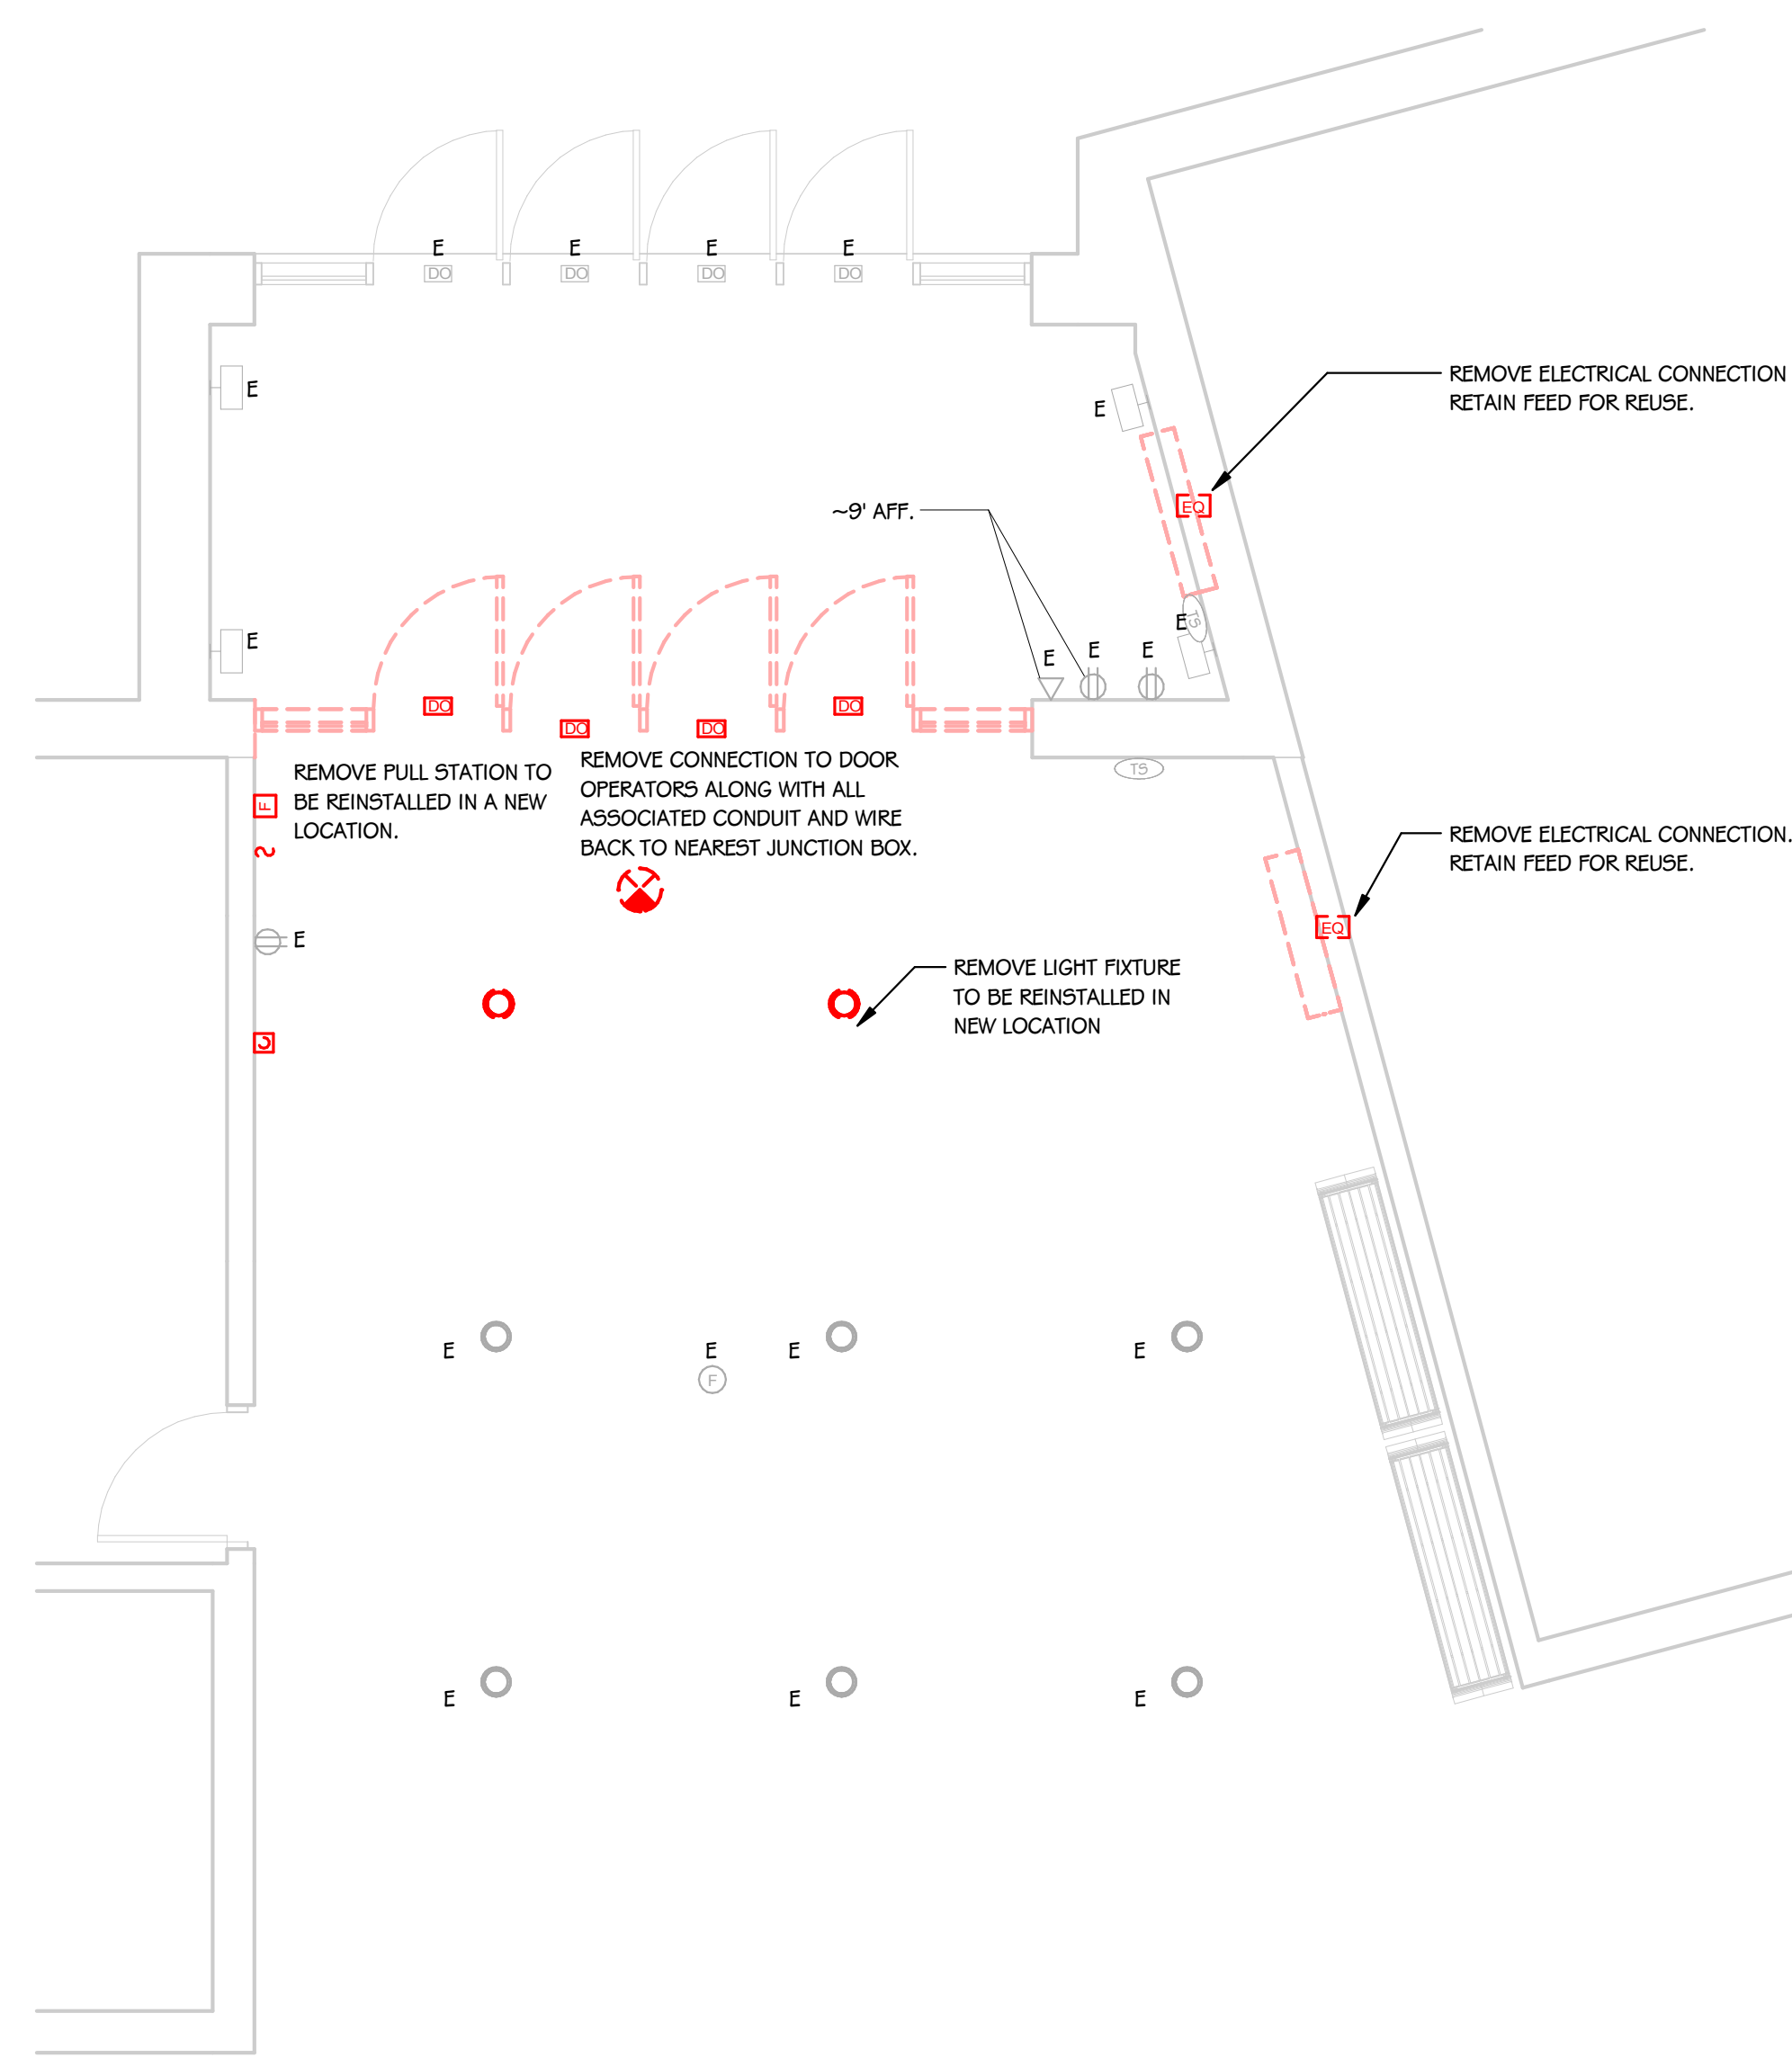 E E E E
DO DO DO DO
REMOVE ELECTRICAL CONNECTION
RETAIN FEED FOR REUSE.
E
E
EQ
~9' AFF.
E
TS
E
E E E
DO DO DO DO
REMOVE PULL STATION TO
BE REINSTALLED IN A NEW
LOCATION.
REMOVE CONNECTION TO DOOR
OPERATORS ALONG WITH ALL
ASSOCIATED CONDUIT AND WIRE
BACK TO NEAREST JUNCTION BOX.
TS
F
S
REMOVE ELECTRICAL CONNECTION.
RETAIN FEED FOR REUSE.
EQ
E
REMOVE LIGHT FIXTURE
TO BE REINSTALLED IN
NEW LOCATION
C
E E E E
F
E E E